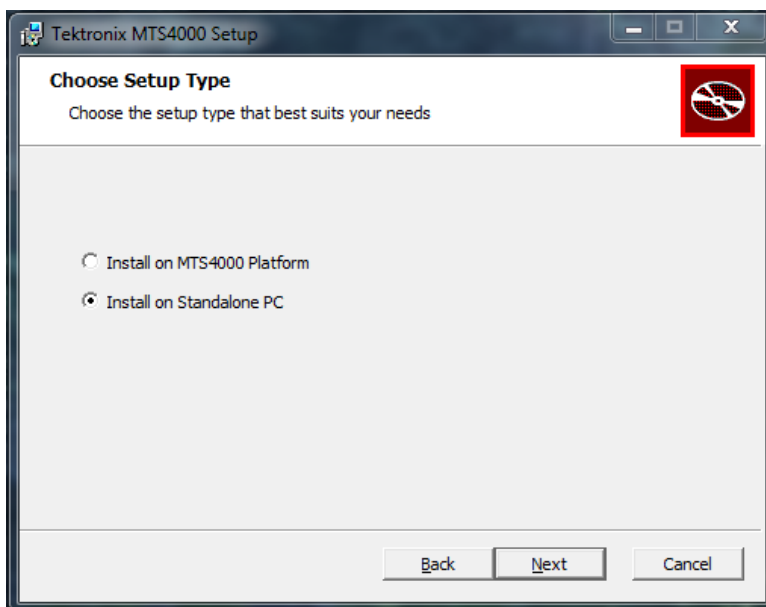 Tektronix MTS4000 Setup
Choose Setup Type
Choose the setup type that best suits your needs
Install on MTS4000 Platform
Install on Standalone PC
Back Next Cancel